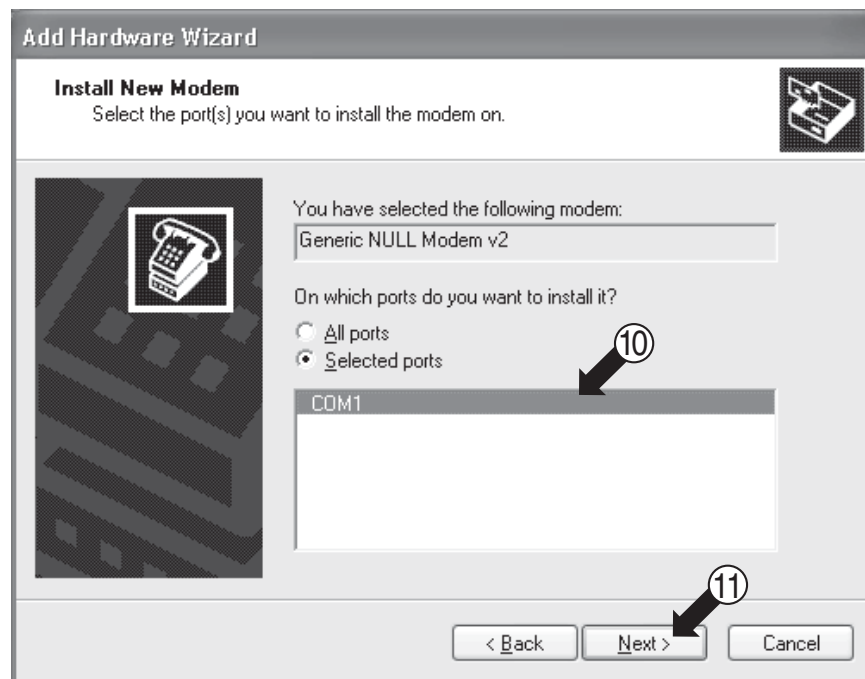 Add Hardware Wizard
Install New Modem
Select the port(s) you want to install the modem on.
You have selected the following modem:
Generic NULL Modem v2
On which ports do you want to install it?
All ports
Selected ports
⑩
COM1
⑪
< Back
Next >
Cancel